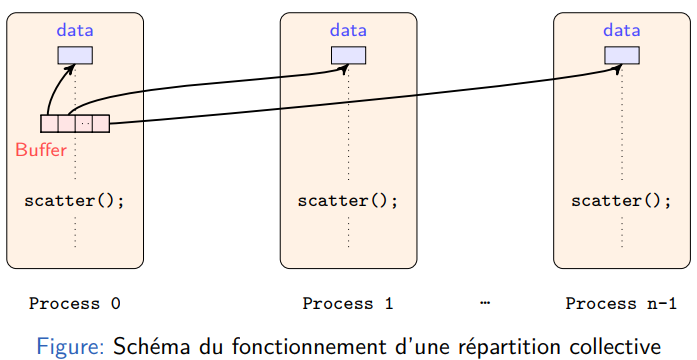 data data data
Buffer
scatter(); scatter(); scatter();
Process 0 Process 1 … Process n-1
Figure: Schéma du fonctionnement d'une répartition collective